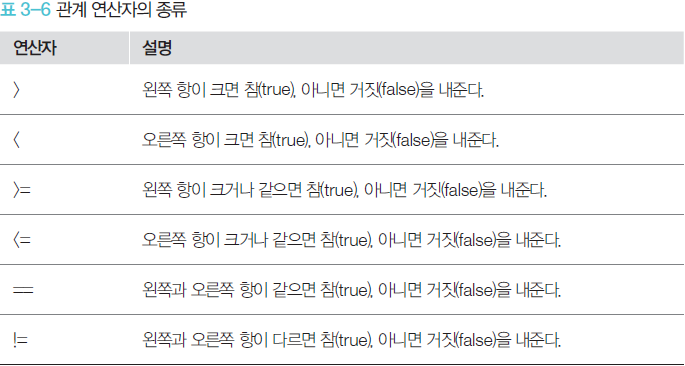 표 3-6 관계 연산자의 종류
연산자 설명
> 왼쪽 항이 크면 참(true), 아니면 거짓(false)을 내준다.
< 오른쪽 항이 크면 참(true), 아니면 거짓(false)을 내준다.
>= 왼쪽 항이 크거나 같으면 참(true), 아니면 거짓(false)을 내준다.
<= 오른쪽 항이 크거나 같으면 참(true), 아니면 거짓(false)을 내준다.
== 왼쪽과 오른쪽 항이 같으면 참(true), 아니면 거짓(false)을 내준다.
!= 왼쪽과 오른쪽 항이 다르면 참(true), 아니면 거짓(false)을 내준다.